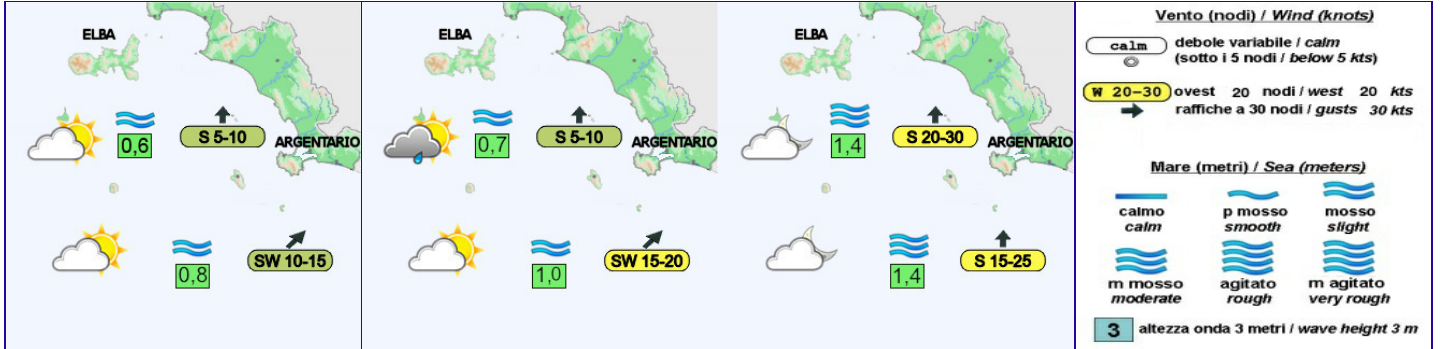 ELBA
0,6
S 5-10
ARGENTARIO
0,8
SW 10-15
ELBA
0,7
S 5-10
ARGENTARIO
1,0
SW 15-20
ELBA
1,4
S 20-30
ARGENTARIO
1,4
S 15-25
Vento (nodi) / Wind (knots)
calm
debole variabile / calm
(sotto i 5 nodi / below 5 kts)
W 20-30
ovest 20 nodi / west 20 kts
raffiche a 30 nodi / gusts 30 kts
Mare (metri) / Sea (meters)
calmo p mosso mosso
calm smooth slight
m mosso agitato m agitato
moderate rough very rough
3 altezza onda 3 metri / wave height 3 m